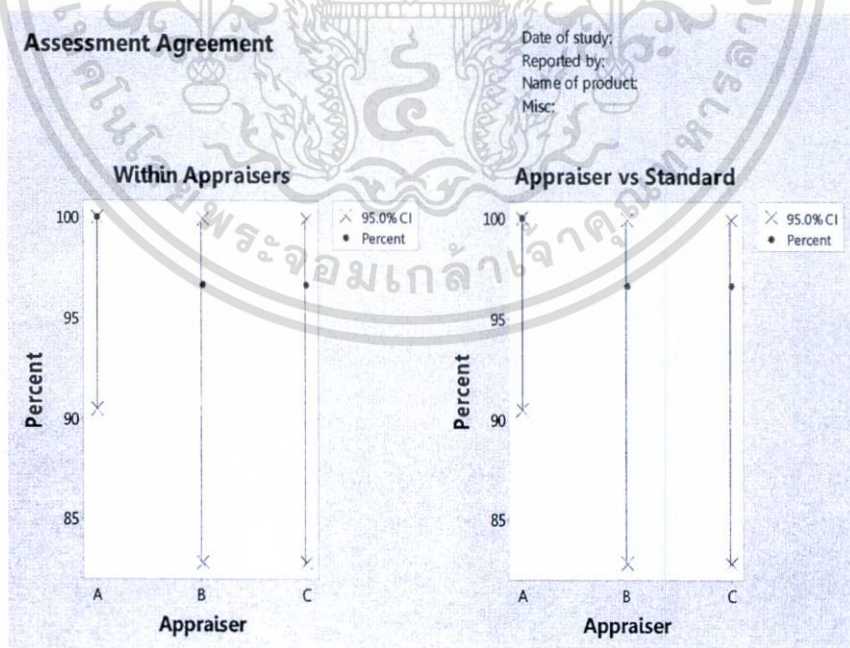 Assessment Agreement
Date of study:
Reported by:
Name of product:
Misc:
Within Appraisers
100
95
90
85
Percent
A B C
Appraiser
× 95.0% CI
• Percent
Appraiser vs Standard
100
95
90
85
Percent
A B C
Appraiser
× 95.0% CI
• Percent